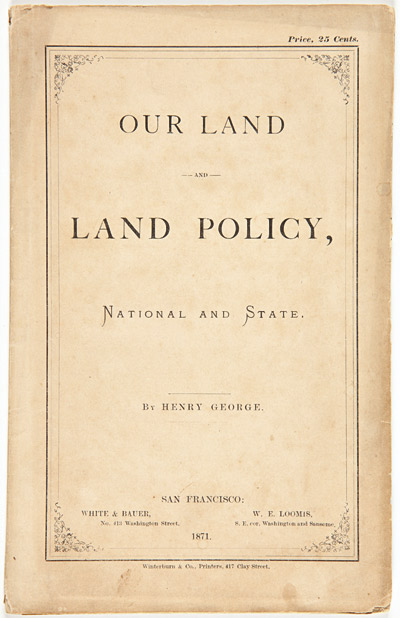 Price, 25 Cents.
OUR LAND
— AND —
LAND POLICY,
NATIONAL AND STATE.
BY HENRY GEORGE.
SAN FRANCISCO:
WHITE & BAUER, W. E. LOOMIS,
No. 413 Washington Street, S. E. cor. Washington and Sansome.
1871.
Winterburn & Co., Printers, 417 Clay Street.